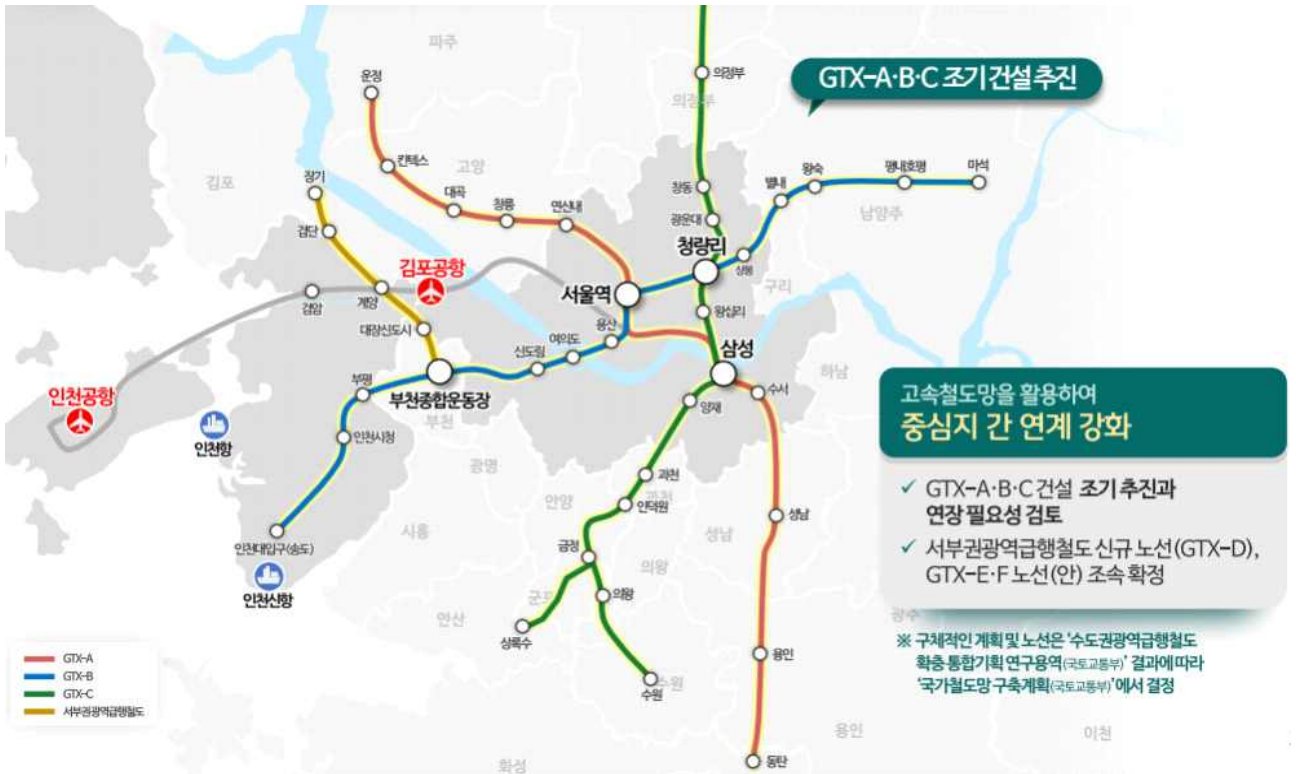 파주
운정
의정부
의정부
GTX-A·B·C 조기 건설 추진
킨텍스
고양
대곡
창릉
연신내
창동
광운대
별내
왕숙
평내호평
마석
남양주
김포
장기
검단
김포공항
계양
검암
대장신도시
청량리
상봉
구리
서울역
왕십리
용산
여의도
신도림
삼성
수서
하남
양재
인천공항
인천항
부평
부천종합운동장
부천
인천시청
광명
안양
과천
과천
인덕원
성남
성남
시흥
금정
의왕
의왕
군포
인천대입구(송도)
인천신항
안산
상록수
수원
수원
용인
용인
동탄
화성
광주
이천
고속철도망을 활용하여
중심지 간 연계 강화
✓ GTX-A·B·C 건설 조기 추진과
연장 필요성 검토
✓ 서부권광역급행철도 신규 노선(GTX-D),
GTX-E·F 노선(안) 조속 확정
※ 구체적인 계획 및 노선은 '수도권광역급행철도
확충 통합기획 연구용역(국토교통부)' 결과에 따라
'국가철도망 구축계획(국토교통부)'에서 결정
GTX-A
GTX-B
GTX-C
서부권광역급행철도